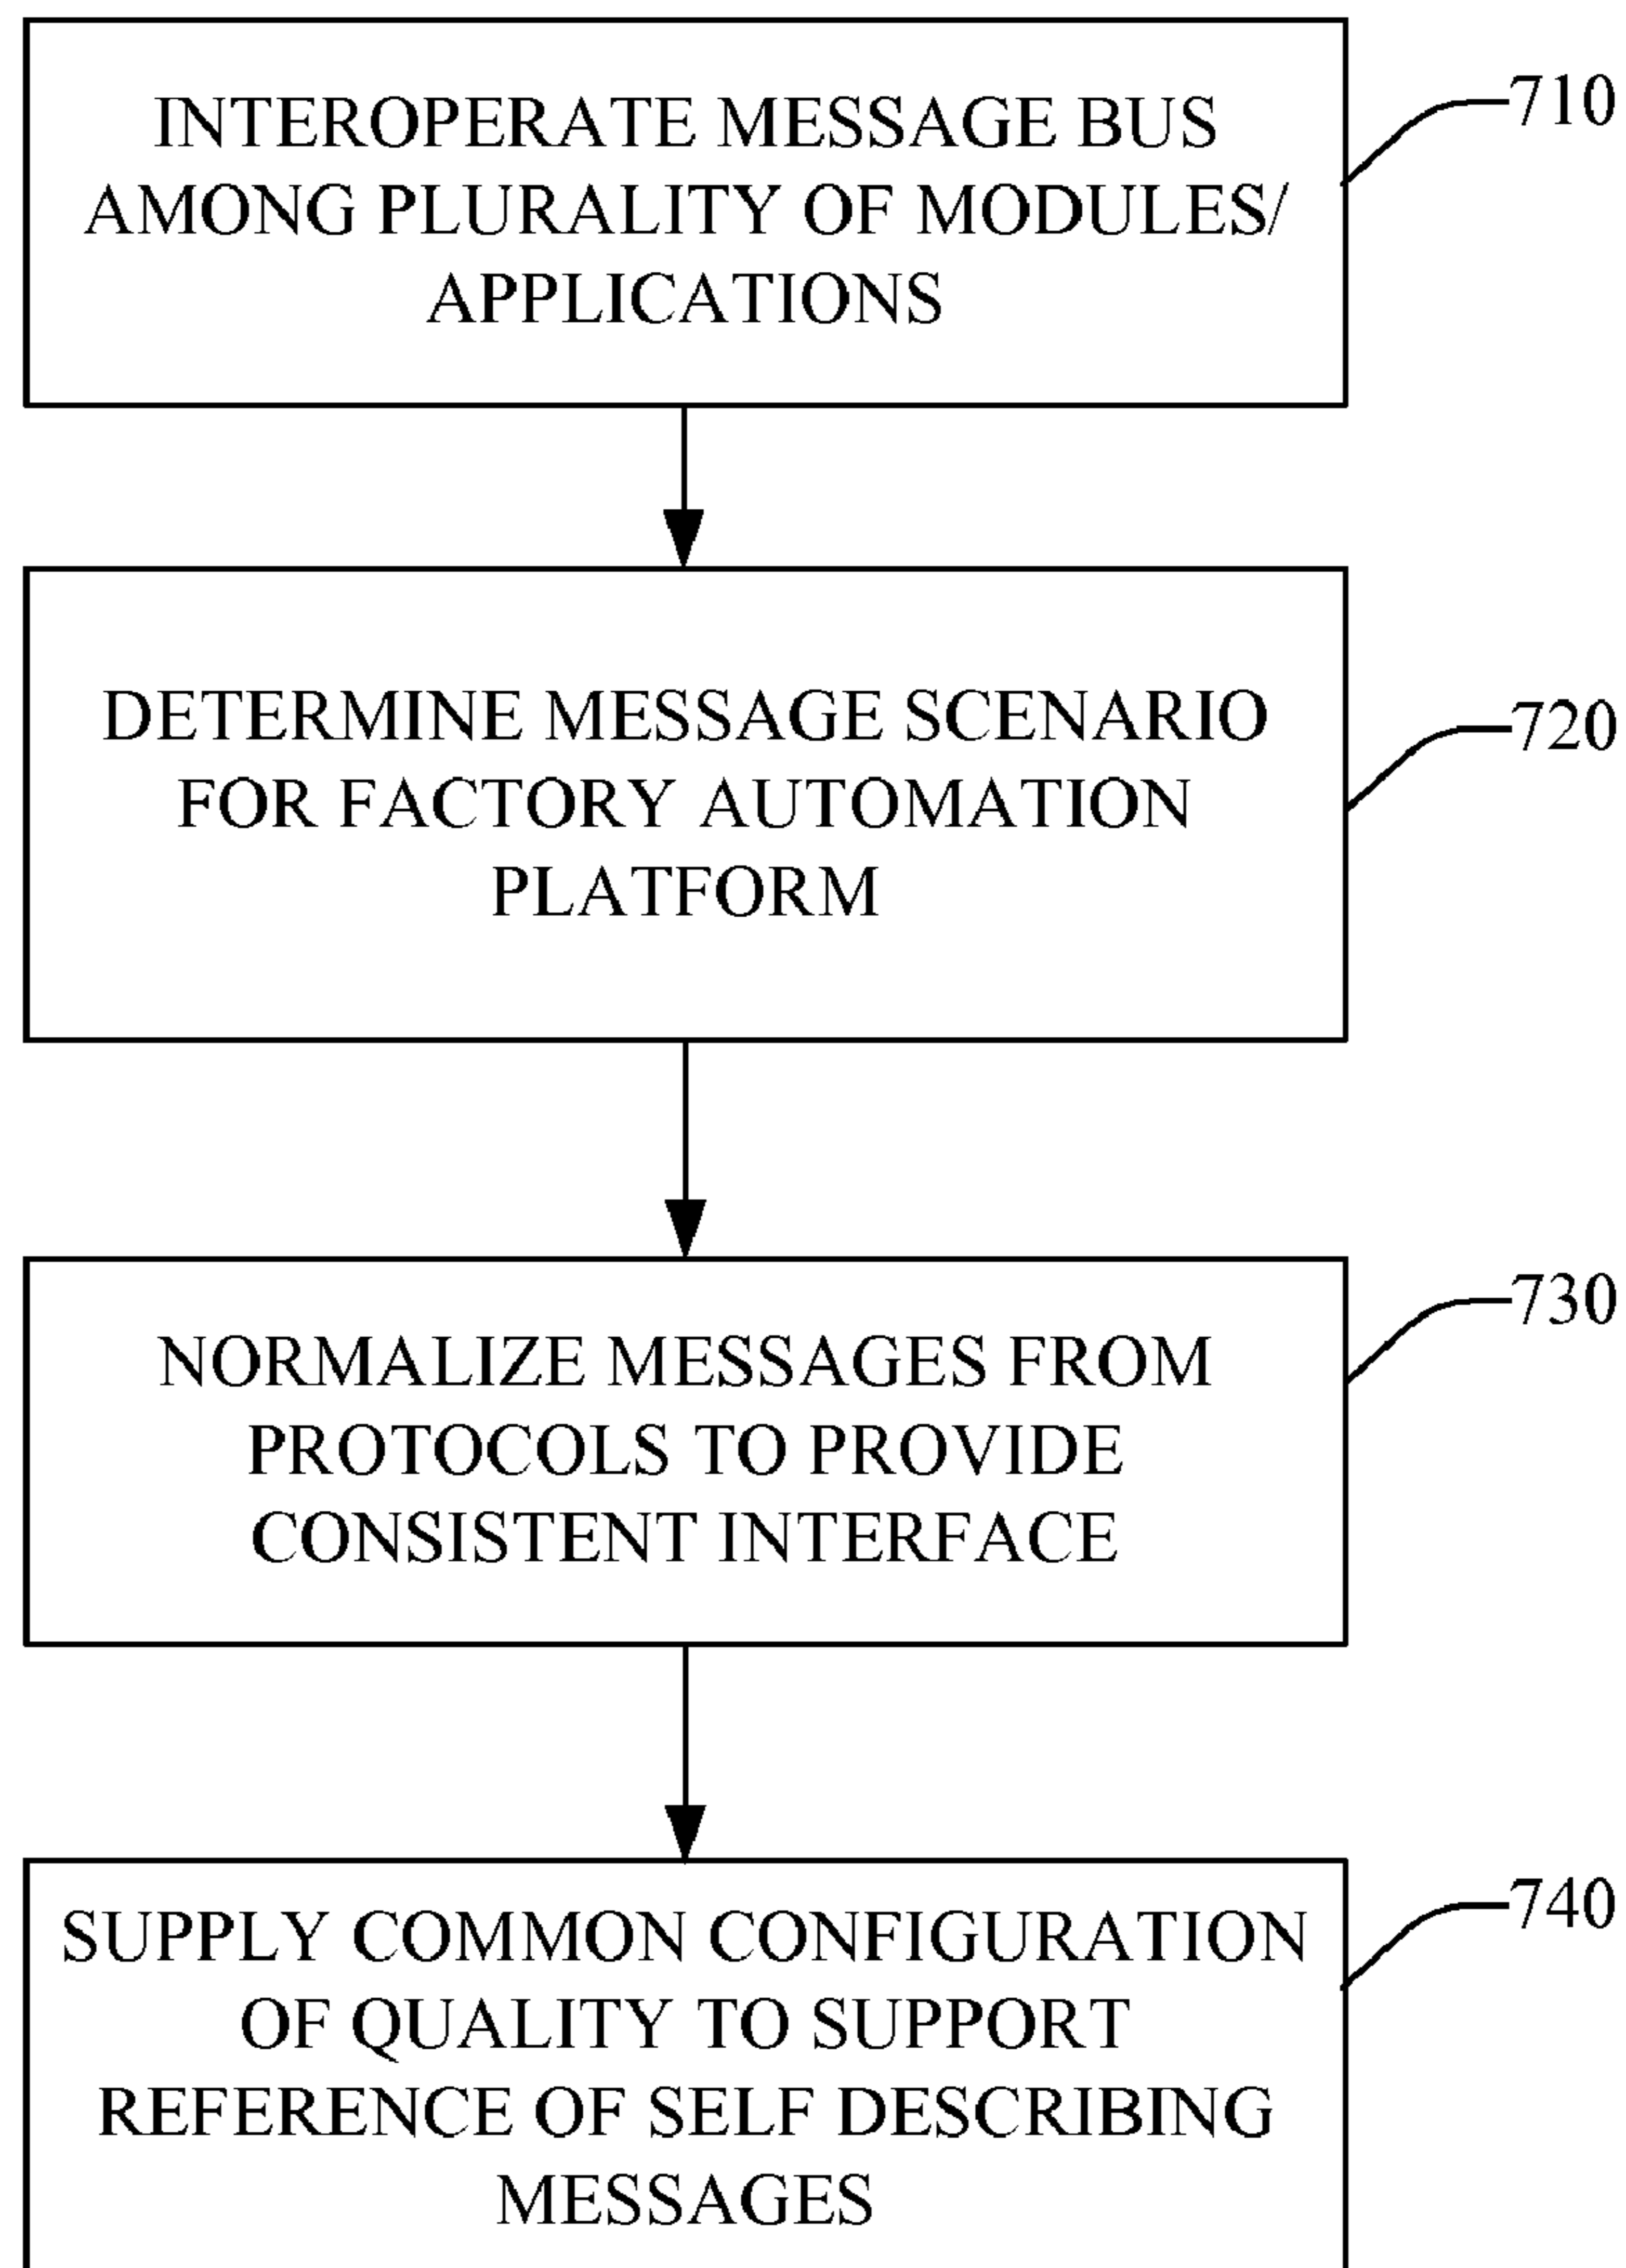 INTEROPERATE MESSAGE BUS
AMONG PLURALITY OF MODULES/
APPLICATIONS
710
DETERMINE MESSAGE SCENARIO
FOR FACTORY AUTOMATION
PLATFORM
720
NORMALIZE MESSAGES FROM
PROTOCOLS TO PROVIDE
CONSISTENT INTERFACE
730
SUPPLY COMMON CONFIGURATION
OF QUALITY TO SUPPORT
REFERENCE OF SELF DESCRIBING
MESSAGES
740